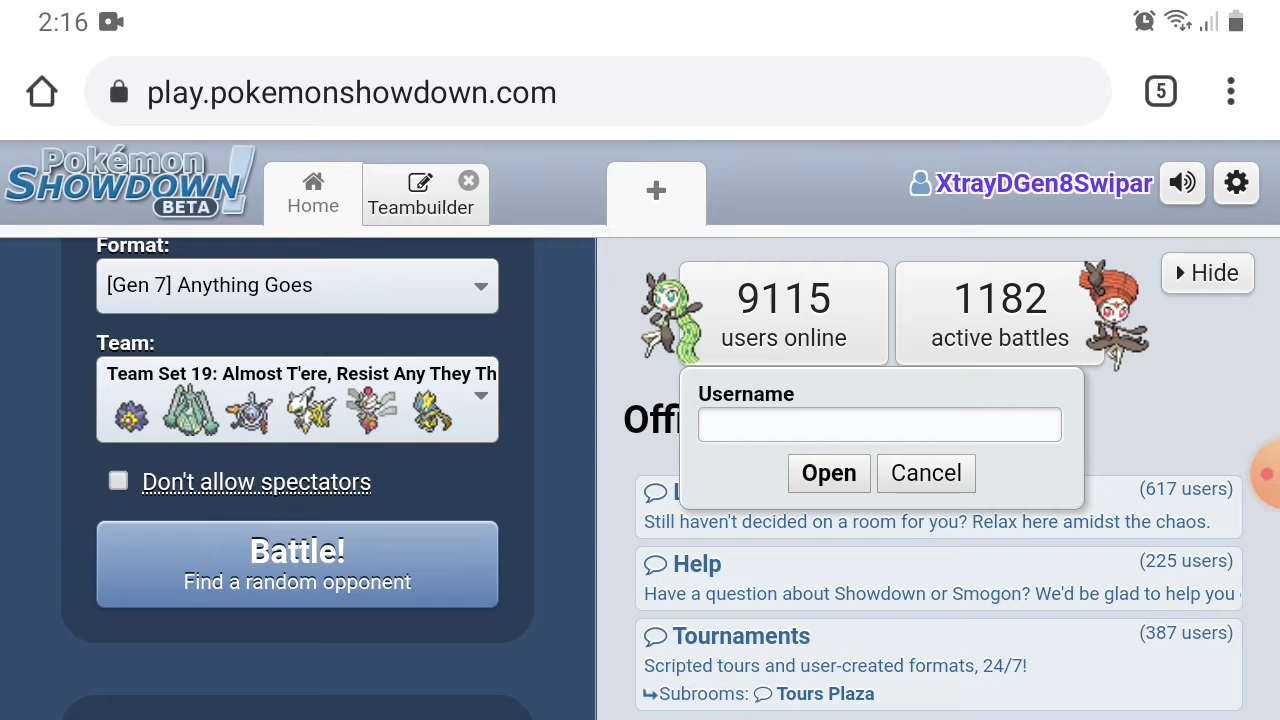 2:16
play.pokemonshowdown.com
5
Pokémon
SHOWDOWN!
BETA
Home
Teambuilder
+
XtrayDGen8Swipar
Format:
[Gen 7] Anything Goes
Team:
Team Set 19: Almost T'ere, Resist Any They Th
Don't allow spectators
Battle!
Find a random opponent
9115
users online
1182
active battles
Hide
Username
Open
Cancel
Offi
L
(617 users)
Still haven't decided on a room for you? Relax here amidst the chaos.
Help
(225 users)
Have a question about Showdown or Smogon? We'd be glad to help you
Tournaments
(387 users)
Scripted tours and user-created formats, 24/7!
Subrooms: Tours Plaza